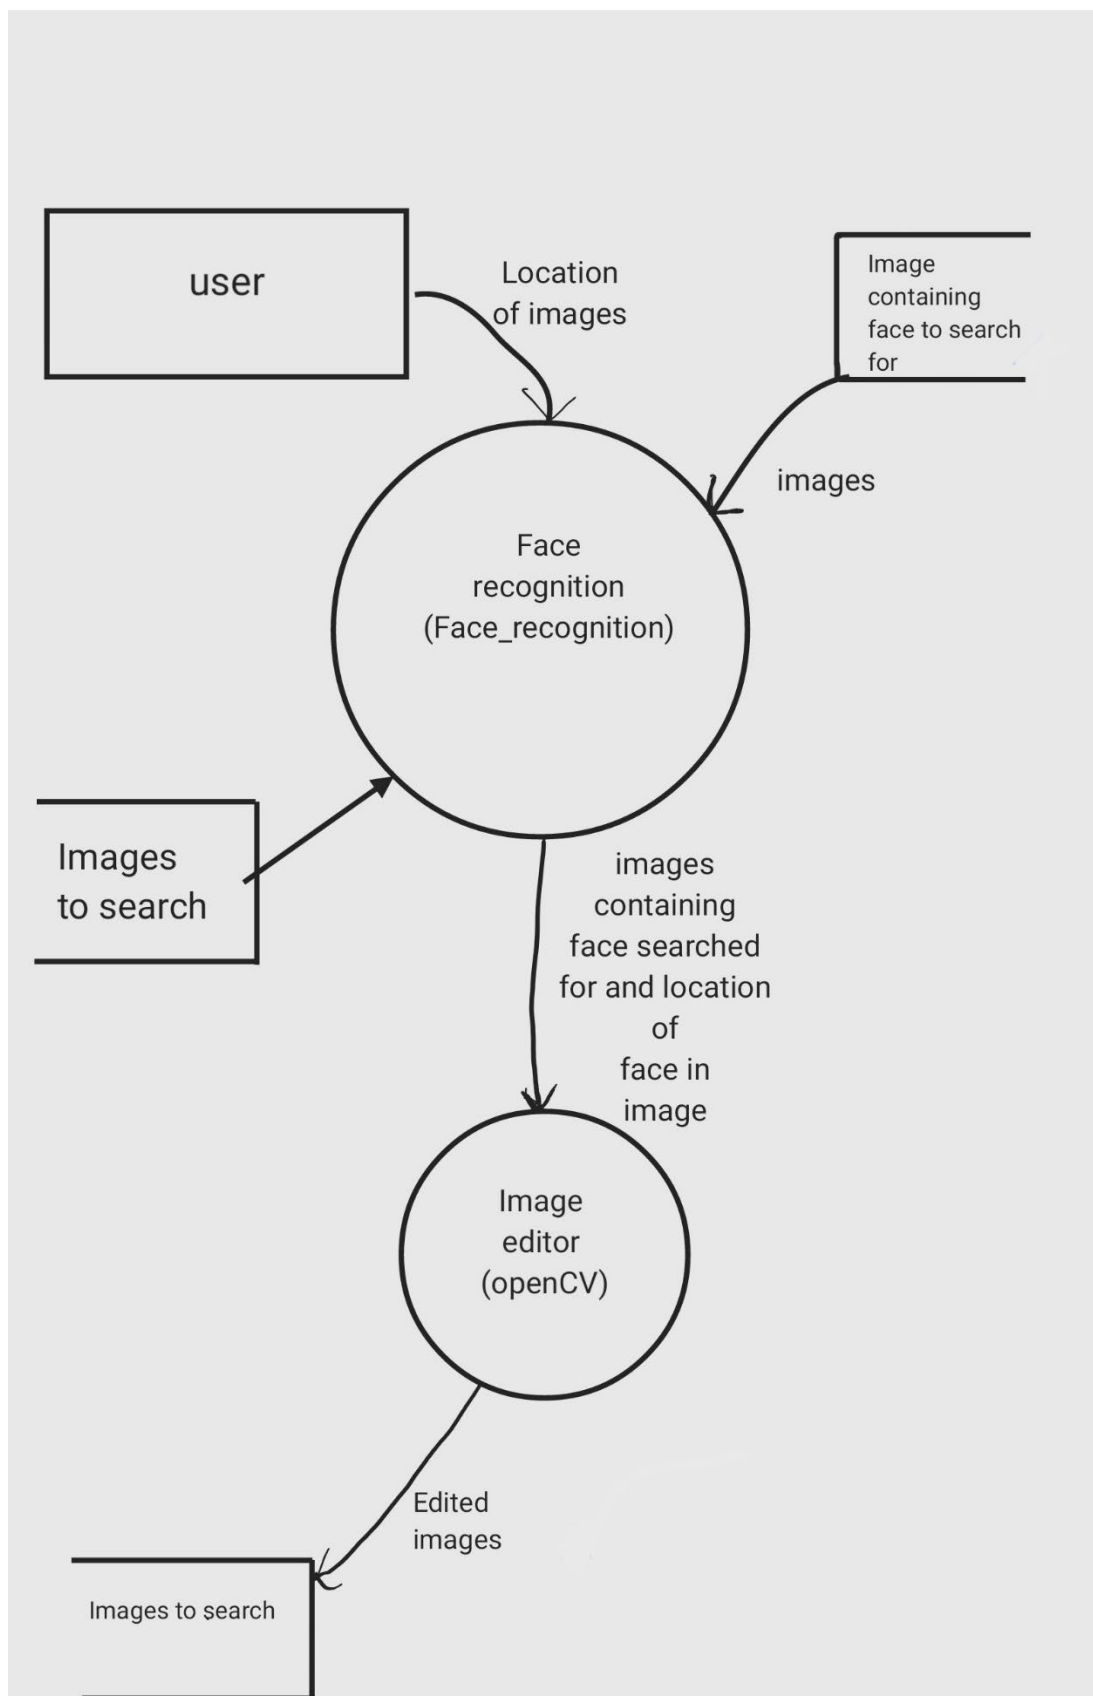 user
Location
of images
Image
containing
face to search
for
images
Face
recognition
(Face_recognition)
Images
to search
images
containing
face searched
for and location
of
face in
image
Image
editor
(openCV)
Edited
images
Images to search